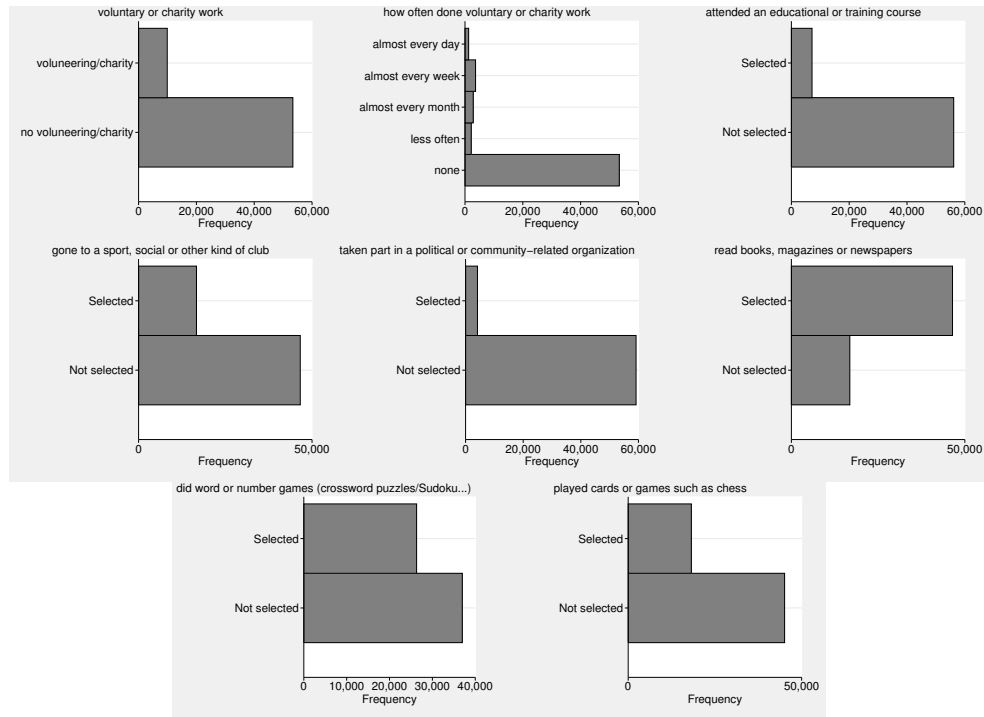 voluntary or charity work
voluneering/charity
no voluneering/charity
0 20,000 40,000 60,000
Frequency
how often done voluntary or charity work
almost every day
almost every week
almost every month
less often
none
0 20,000 40,000 60,000
Frequency
attended an educational or training course
Selected
Not selected
0 20,000 40,000 60,000
Frequency
gone to a sport, social or other kind of club
Selected
Not selected
0 50,000
Frequency
taken part in a political or community−related organization
Selected
Not selected
0 20,000 40,000 60,000
Frequency
read books, magazines or newspapers
Selected
Not selected
0 50,000
Frequency
did word or number games (crossword puzzles/Sudoku...)
Selected
Not selected
0 10,000 20,000 30,000 40,000
Frequency
played cards or games such as chess
Selected
Not selected
0 50,000
Frequency